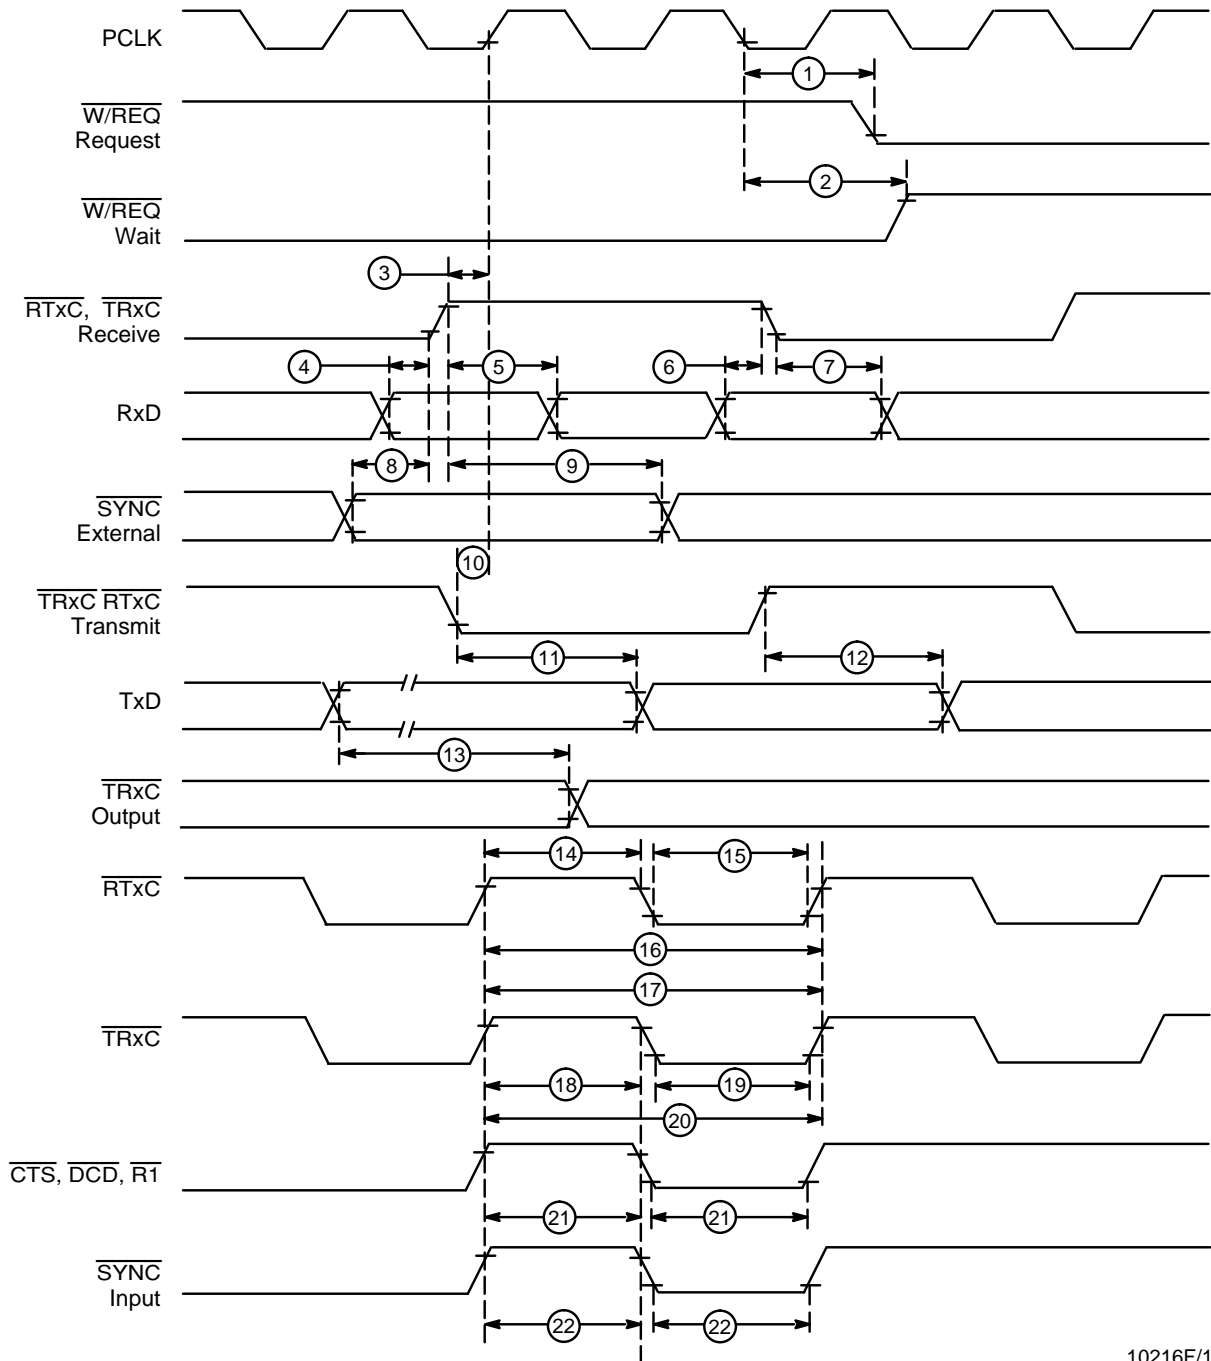 PCLK
1
W/REQ
Request
2
W/REQ
Wait
3
RTxC, TRxC
Receive
4
5
6
7
RxD
8
9
SYNC
External
10
TRxC RTxC
Transmit
11
12
TxD
13
TRxC
Output
14
15
RTxC
16
17
TRxC
18
19
20
CTS, DCD, R1
21
21
SYNC
Input
22
22
10216F/1